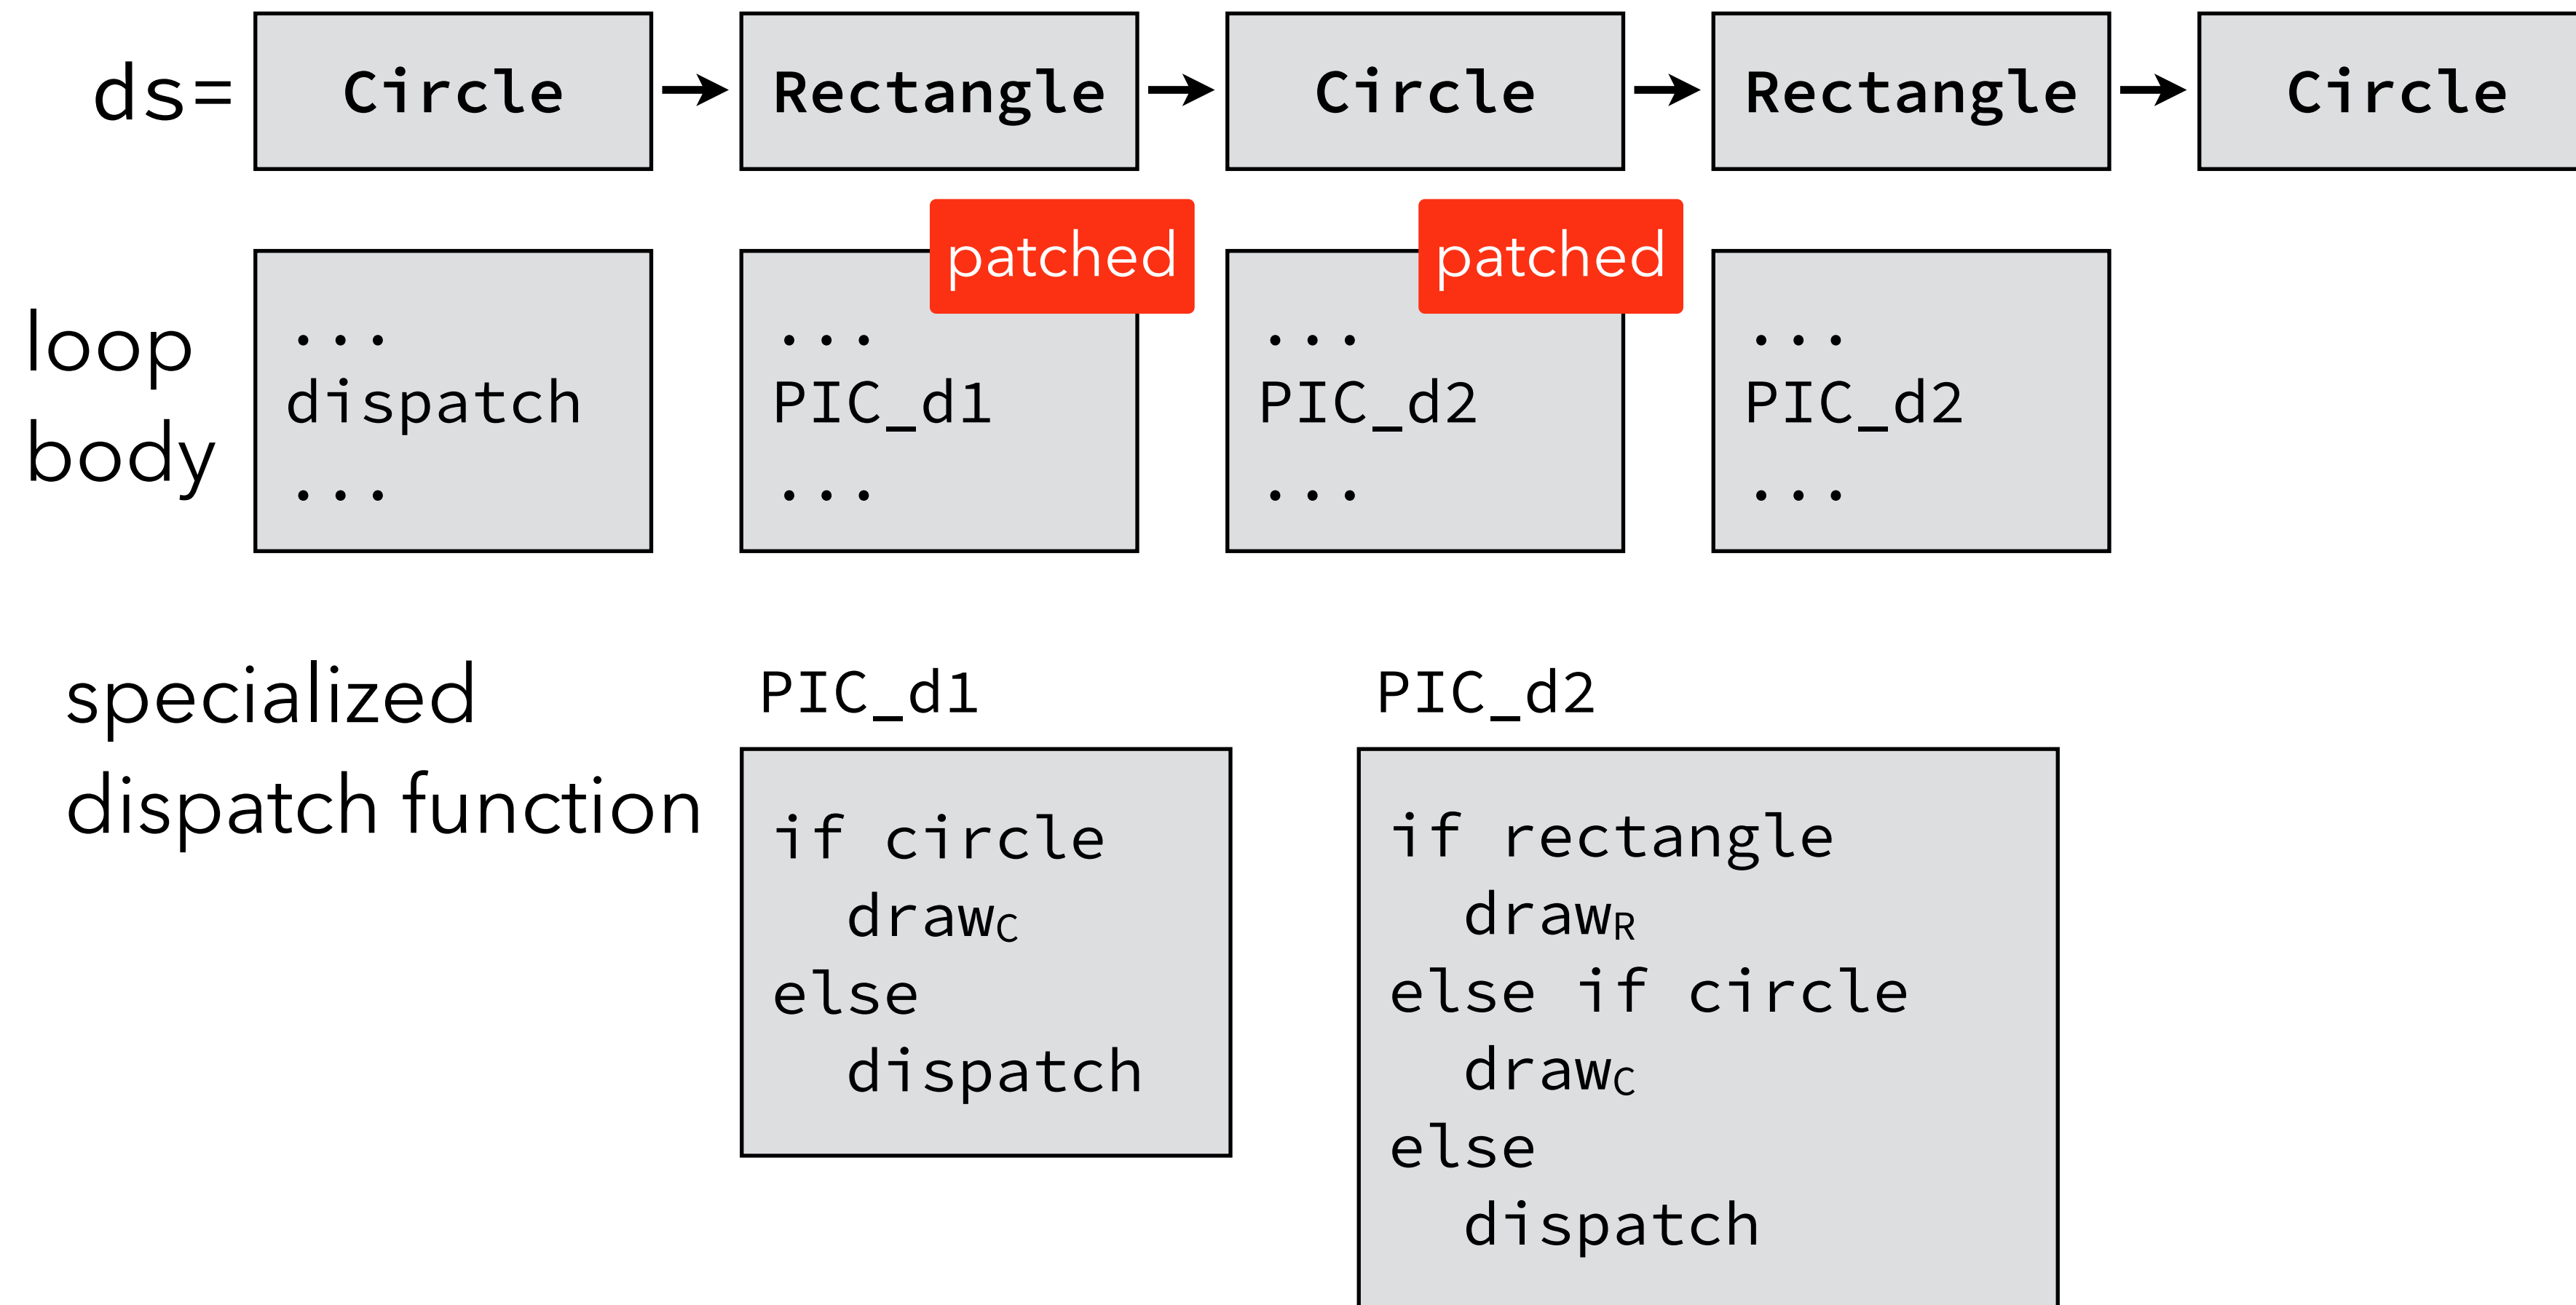 ds= Circle → Rectangle → Circle → Rectangle → Circle
patched patched
loop
body
... ... ... ...
dispatch PIC_d1 PIC_d2 PIC_d2
... ... ... ...
specialized
dispatch function
PIC_d1
if circle
drawC
else
dispatch
PIC_d2
if rectangle
drawR
else if circle
drawC
else
dispatch